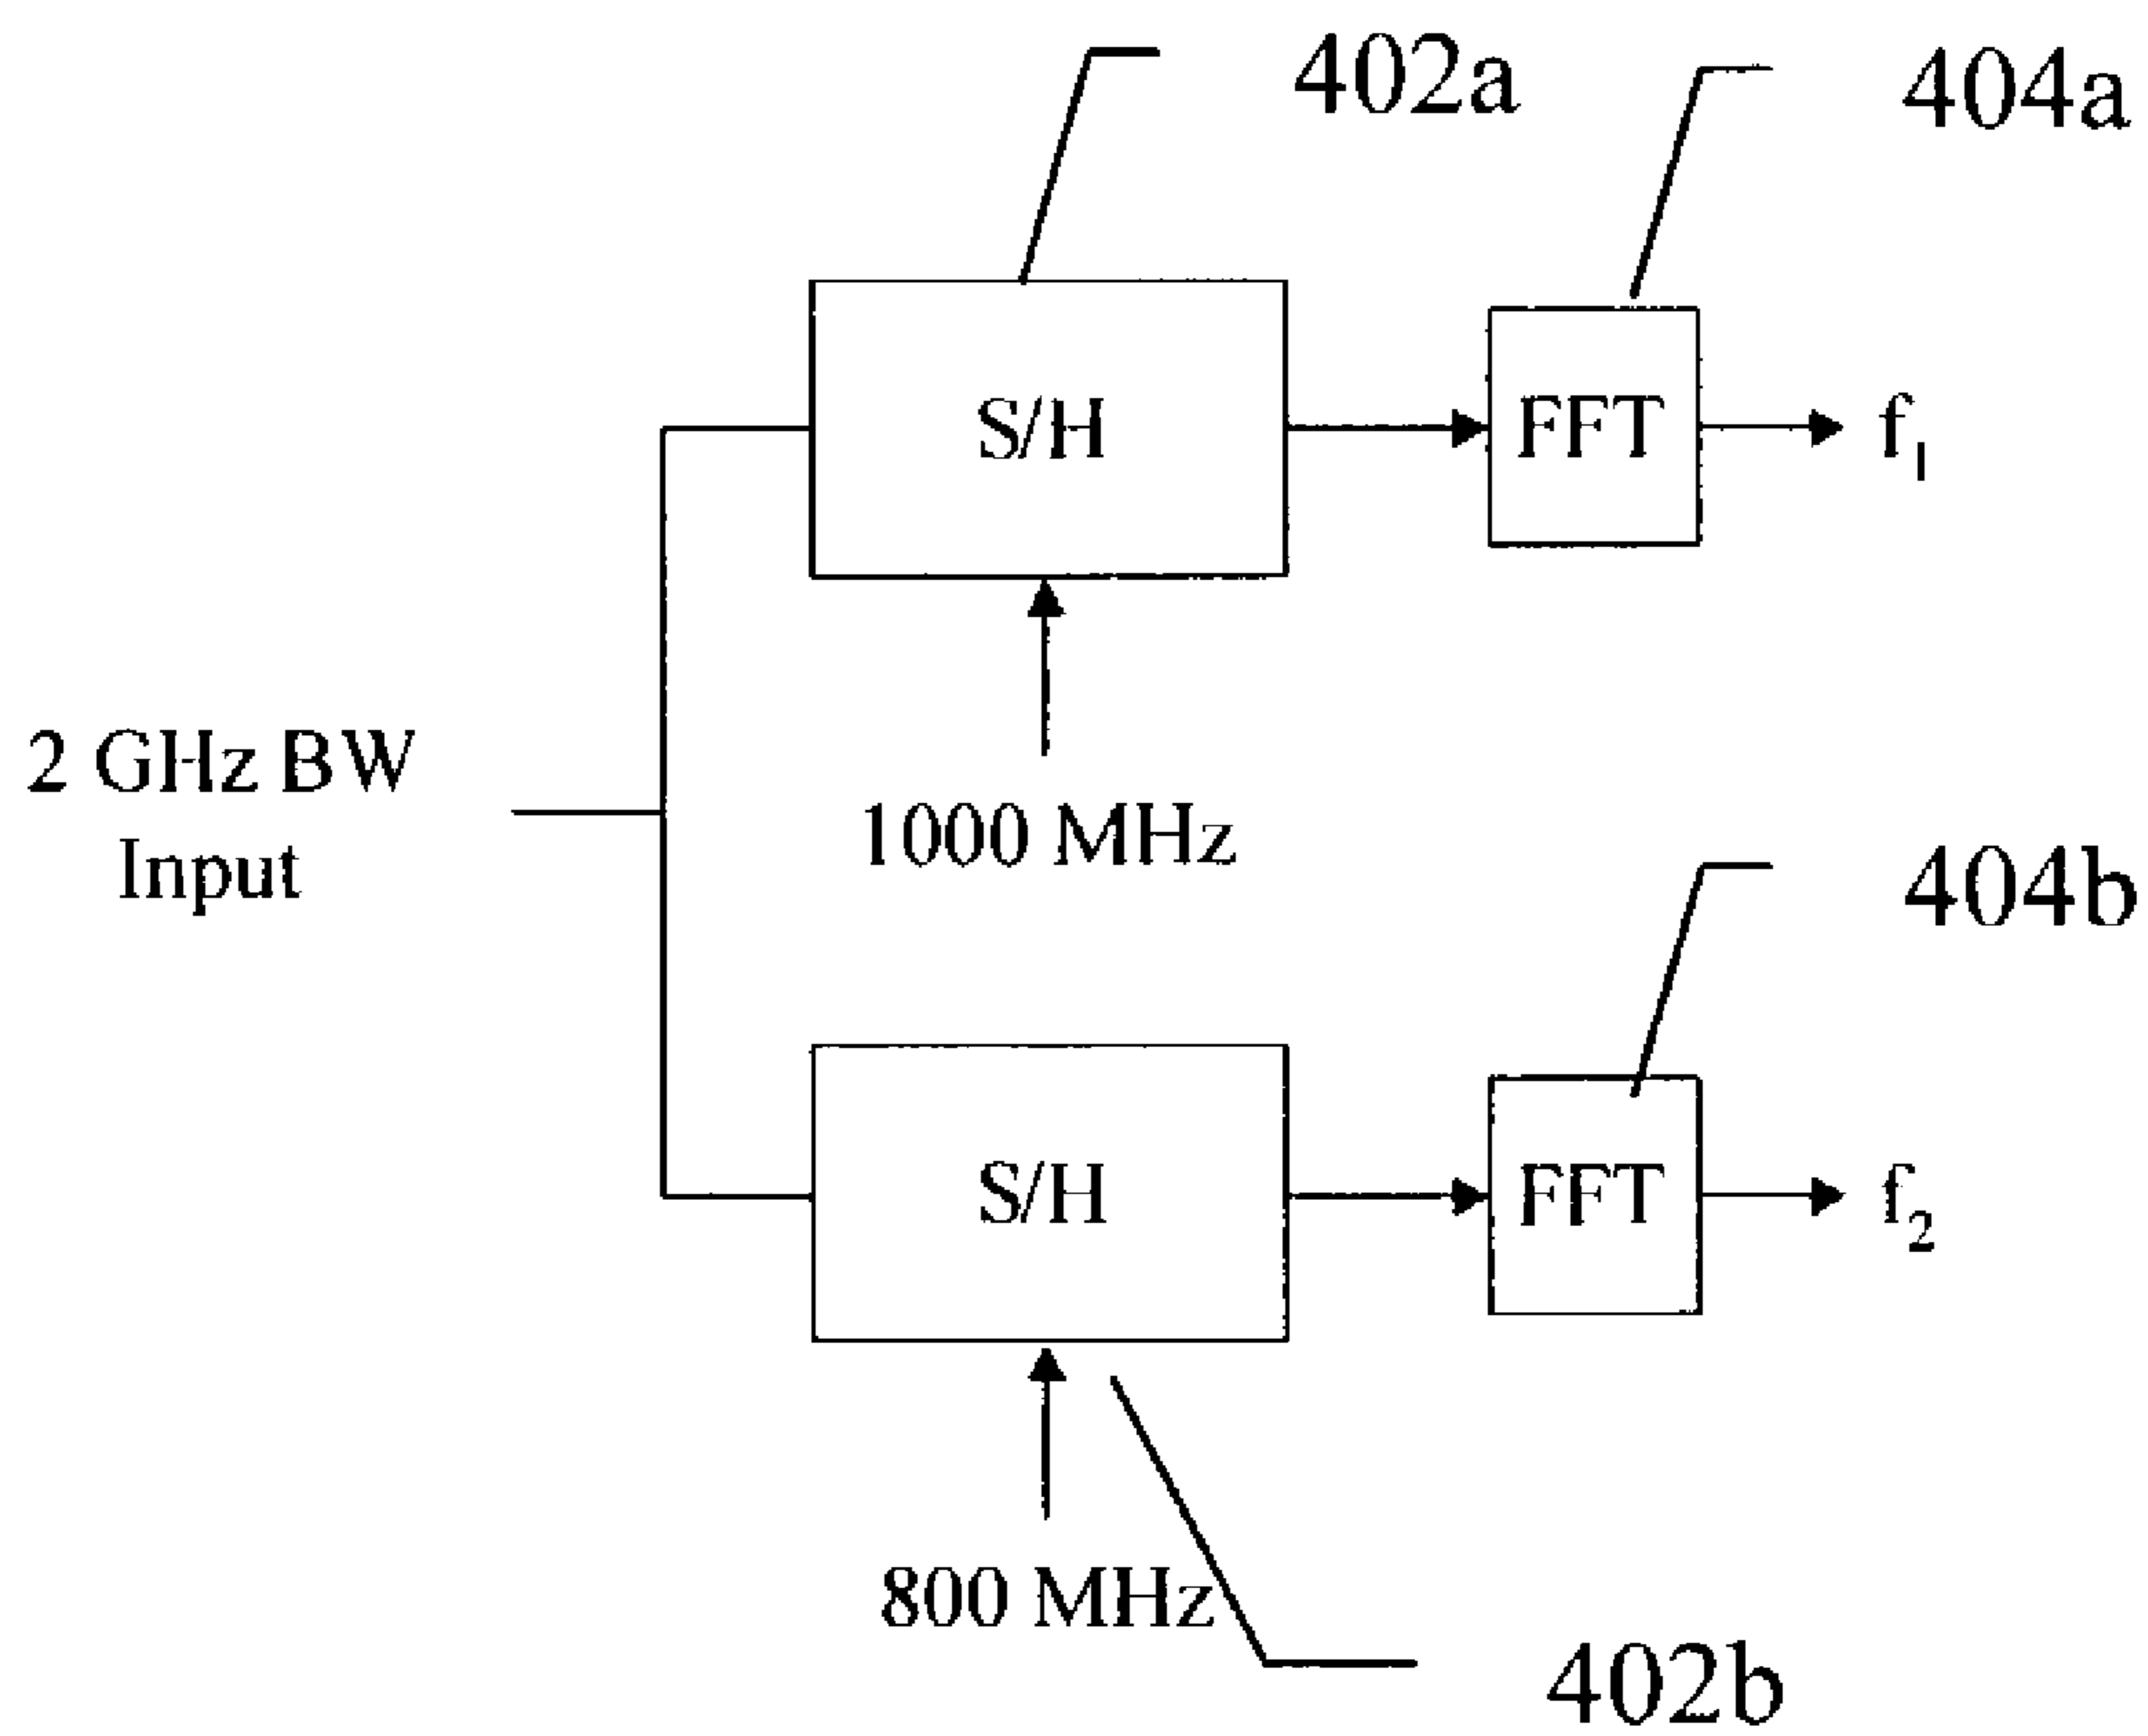 402a
404a
S/H
FFT
f1
2 GHz BW
Input
1000 MHz
404b
S/H
FFT
f2
800 MHz
402b